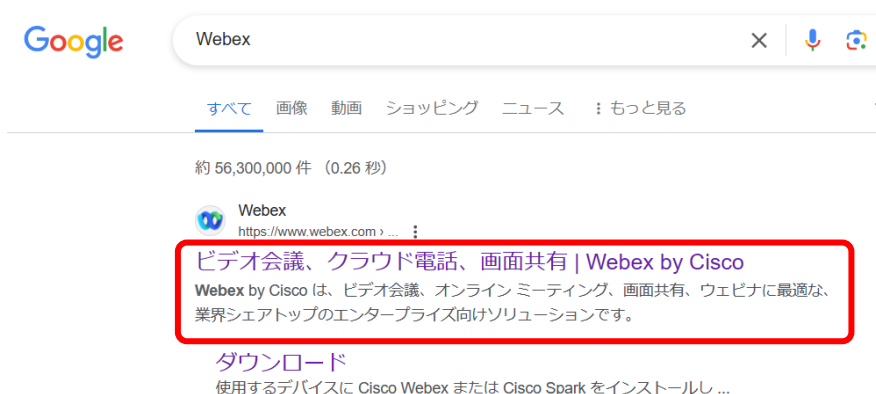 Google
Webex
すべて 画像 動画 ショッピング ニュース もっと見る
約 56,300,000 件 （0.26 秒）
Webex
https://www.webex.com › ...
ビデオ会議、クラウド電話、画面共有 | Webex by Cisco
Webex by Cisco は、ビデオ会議、オンライン ミーティング、画面共有、ウェビナに最適な、
業界シェアトップのエンタープライズ向けソリューションです。
ダウンロード
使用するデバイスに Cisco Webex または Cisco Spark をインストールし ...